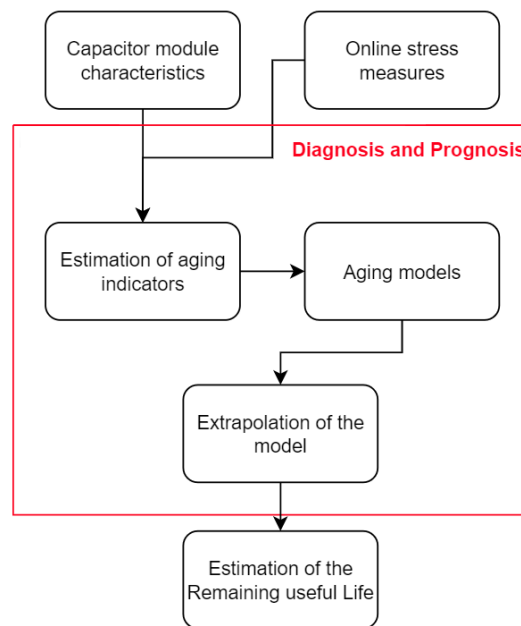 Capacitor module
characteristics
Online stress
measures
Diagnosis and Prognosis
Estimation of aging
indicators
Aging models
Extrapolation of the
model
Estimation of the
Remaining useful Life